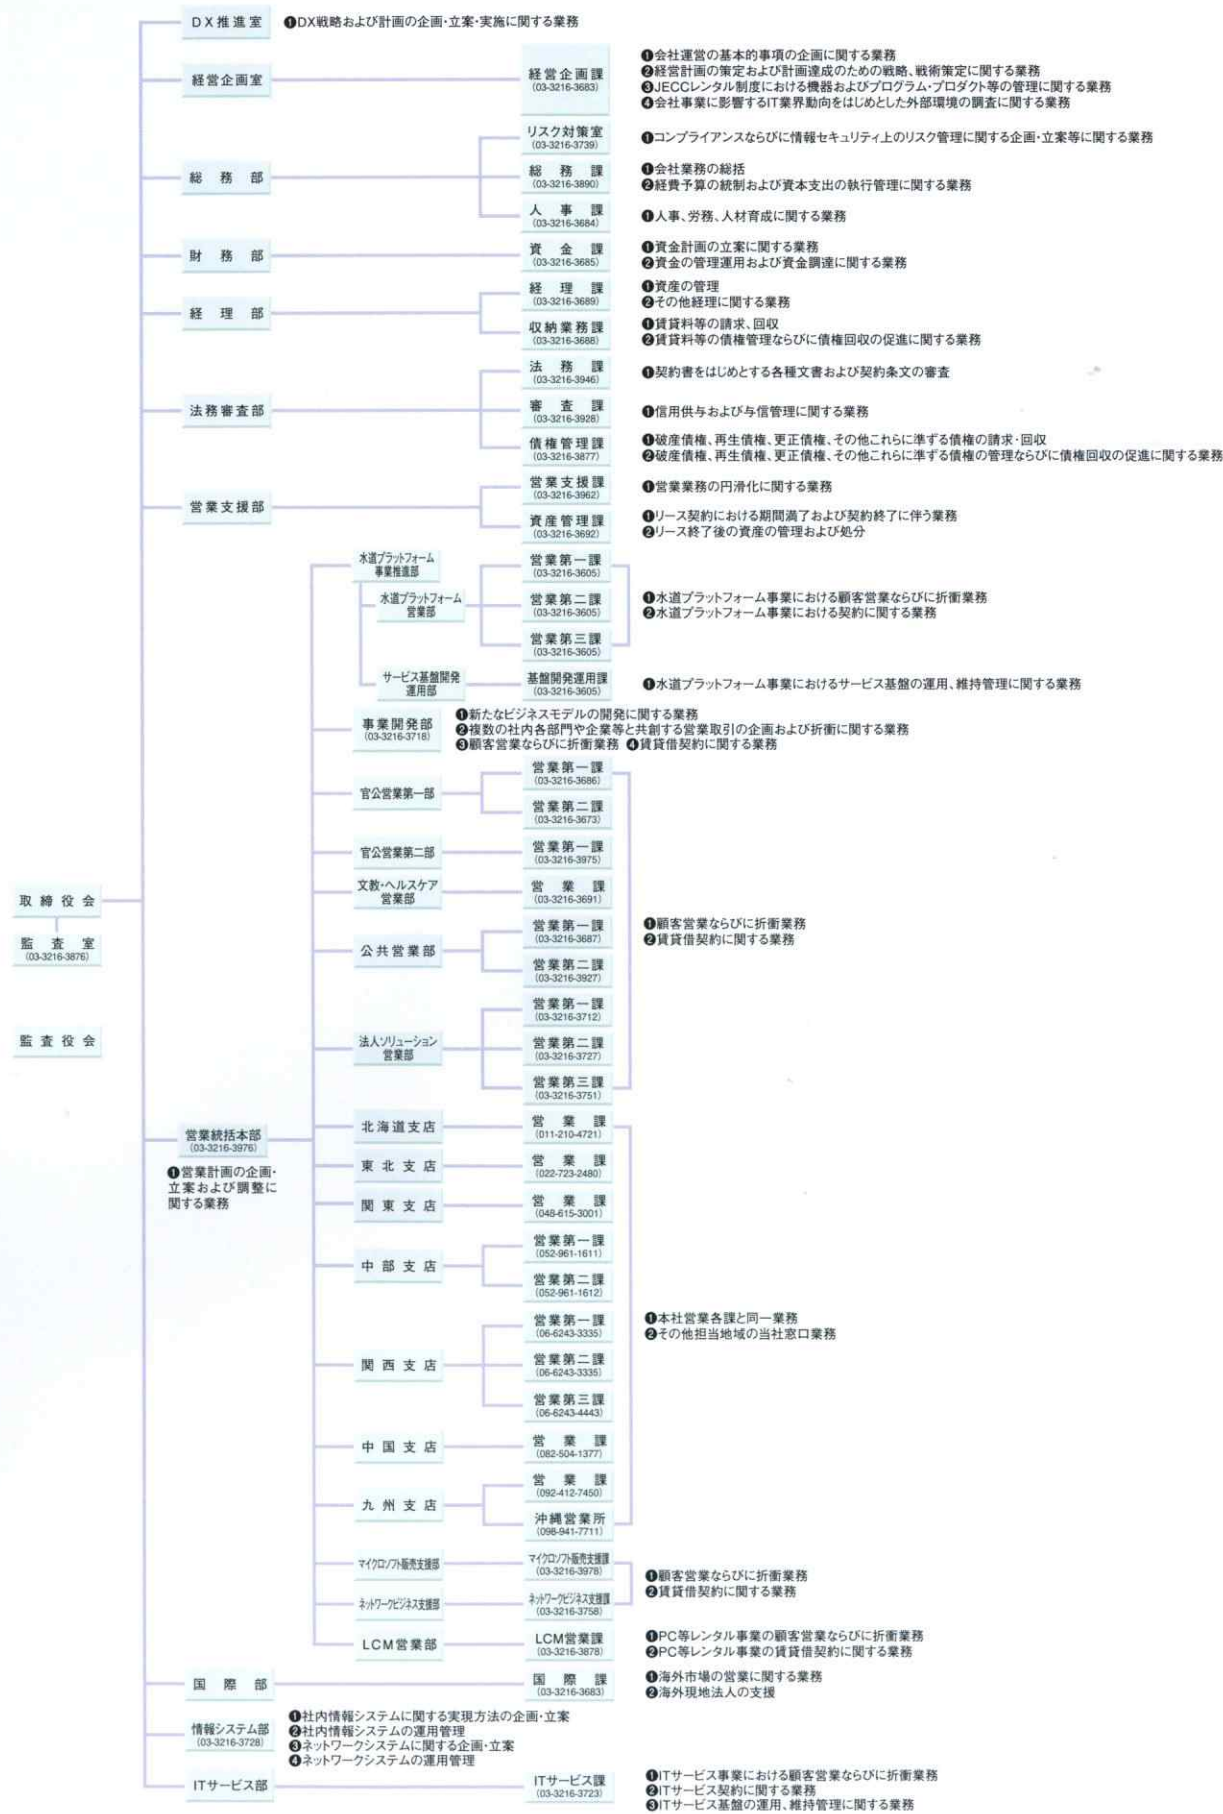 DX推進室
❶DX戦略および計画の企画・立案・実施に関する業務
経営企画室
経営企画課
(03-3216-3683)
❶会社運営の基本的事項の企画に関する業務
❷経営計画の策定および計画達成のための戦略、戦術策定に関する業務
❸JECCレンタル制度における機器およびプログラム・プロダクト等の管理に関する業務
❹会社事業に影響するIT業界動向をはじめとした外部環境の調査に関する業務
総務部
リスク対策室
(03-3216-3739)
❶コンプライアンスならびに情報セキュリティ上のリスク管理に関する企画・立案等に関する業務
総務課
(03-3216-3890)
❶会社業務の総括
❷経費予算の統制および資本支出の執行管理に関する業務
人事課
(03-3216-3684)
❶人事、労務、人材育成に関する業務
財務部
資金課
(03-3216-3685)
❶資金計画の立案に関する業務
❷資金の管理運用および資金調達に関する業務
経理部
経理課
(03-3216-3689)
❶資産の管理
❷その他経理に関する業務
収納業務課
(03-3216-3688)
❶賃貸料等の請求、回収
❷賃貸料等の債権管理ならびに債権回収の促進に関する業務
法務審査部
法務課
(03-3216-3946)
❶契約書をはじめとする各種文書および契約条文の審査
審査課
(03-3216-3928)
❶信用供与および与信管理に関する業務
債権管理課
(03-3216-3877)
❶破産債権、再生債権、更正債権、その他これらに準ずる債権の請求・回収
❷破産債権、再生債権、更正債権、その他これらに準ずる債権の管理ならびに債権回収の促進に関する業務
営業支援部
営業支援課
(03-3216-3962)
❶営業業務の円滑化に関する業務
資産管理課
(03-3216-3692)
❶リース契約における期間満了および契約終了に伴う業務
❷リース終了後の資産の管理および処分
水道プラットフォーム
事業推進部
水道プラットフォーム
営業部
営業第一課
(03-3216-3605)
営業第二課
(03-3216-3605)
営業第三課
(03-3216-3605)
❶水道プラットフォーム事業における顧客営業ならびに折衝業務
❷水道プラットフォーム事業における契約に関する業務
サービス基盤開発
運用部
基盤開発運用課
(03-3216-3605)
❶水道プラットフォーム事業におけるサービス基盤の運用、維持管理に関する業務
事業開発部
(03-3216-3718)
❶新たなビジネスモデルの開発に関する業務
❷複数の社内各部門や企業等と共創する営業取引の企画および折衝に関する業務
❸顧客営業ならびに折衝業務 ❹賃貸借契約に関する業務
官公営業第一部
営業第一課
(03-3216-3686)
営業第二課
(03-3216-3673)
官公営業第二部
営業第一課
(03-3216-3975)
文教・ヘルスケア
営業部
営業課
(03-3216-3691)
公共営業部
営業第一課
(03-3216-3687)
営業第二課
(03-3216-3927)
❶顧客営業ならびに折衝業務
❷賃貸借契約に関する業務
法人ソリューション
営業部
営業第一課
(03-3216-3712)
営業第二課
(03-3216-3727)
営業第三課
(03-3216-3751)
取締役会
監査室
(03-3216-3876)
監査役会
営業統括本部
(03-3216-3976)
❶営業計画の企画・
立案および調整に
関する業務
北海道支店
営業課
(011-210-4721)
東北支店
営業課
(022-723-2480)
関東支店
営業課
(048-615-3001)
中部支店
営業第一課
(052-961-1611)
営業第二課
(052-961-1612)
関西支店
営業第一課
(06-6243-3335)
営業第二課
(06-6243-3335)
営業第三課
(06-6243-4443)
❶本社営業各課と同一業務
❷その他担当地域の当社窓口業務
中国支店
営業課
(082-504-1377)
九州支店
営業課
(092-412-7450)
沖縄営業所
(098-941-7711)
マイクロソフト販売支援部
マイクロソフト販売支援課
(03-3216-3978)
ネットワークビジネス支援部
ネットワークビジネス支援課
(03-3216-3758)
❶顧客営業ならびに折衝業務
❷賃貸借契約に関する業務
LCM営業部
LCM営業課
(03-3216-3878)
❶PC等レンタル事業の顧客営業ならびに折衝業務
❷PC等レンタル事業の賃貸借契約に関する業務
国際部
国際課
(03-3216-3683)
❶海外市場の営業に関する業務
❷海外現地法人の支援
情報システム部
(03-3216-3728)
❶社内情報システムに関する実現方法の企画・立案
❷社内情報システムの運用管理
❸ネットワークシステムに関する企画・立案
❹ネットワークシステムの運用管理
ITサービス部
ITサービス課
(03-3216-3723)
❶ITサービス事業における顧客営業ならびに折衝業務
❷ITサービス契約に関する業務
❸ITサービス基盤の運用、維持管理に関する業務